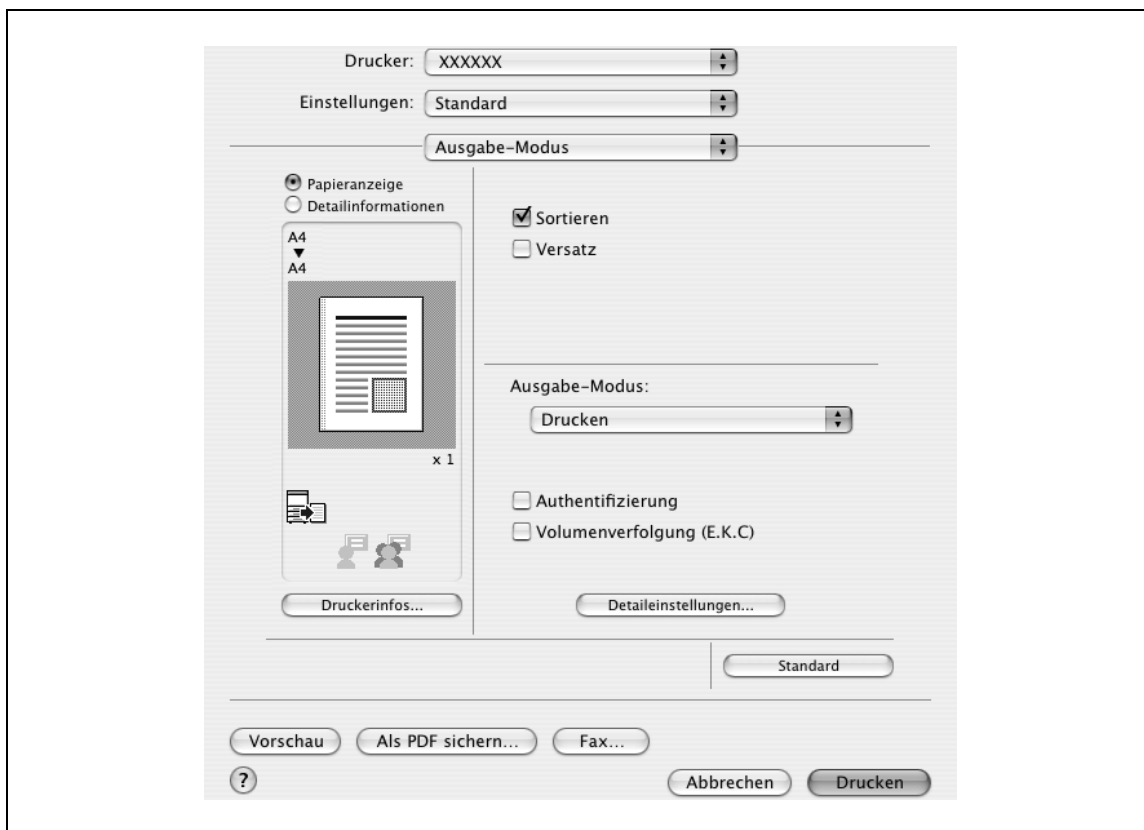 Drucker: XXXXXX
Einstellungen: Standard
Ausgabe-Modus
Papieranzeige
Detailinformationen
A4
A4
x 1
Druckerinfos...
Sortieren
Versatz
Ausgabe-Modus:
Drucken
Authentifizierung
Volumenverfolgung (E.K.C)
Detaileinstellungen...
Standard
Vorschau
Als PDF sichern...
Fax...
?
Abbrechen
Drucken